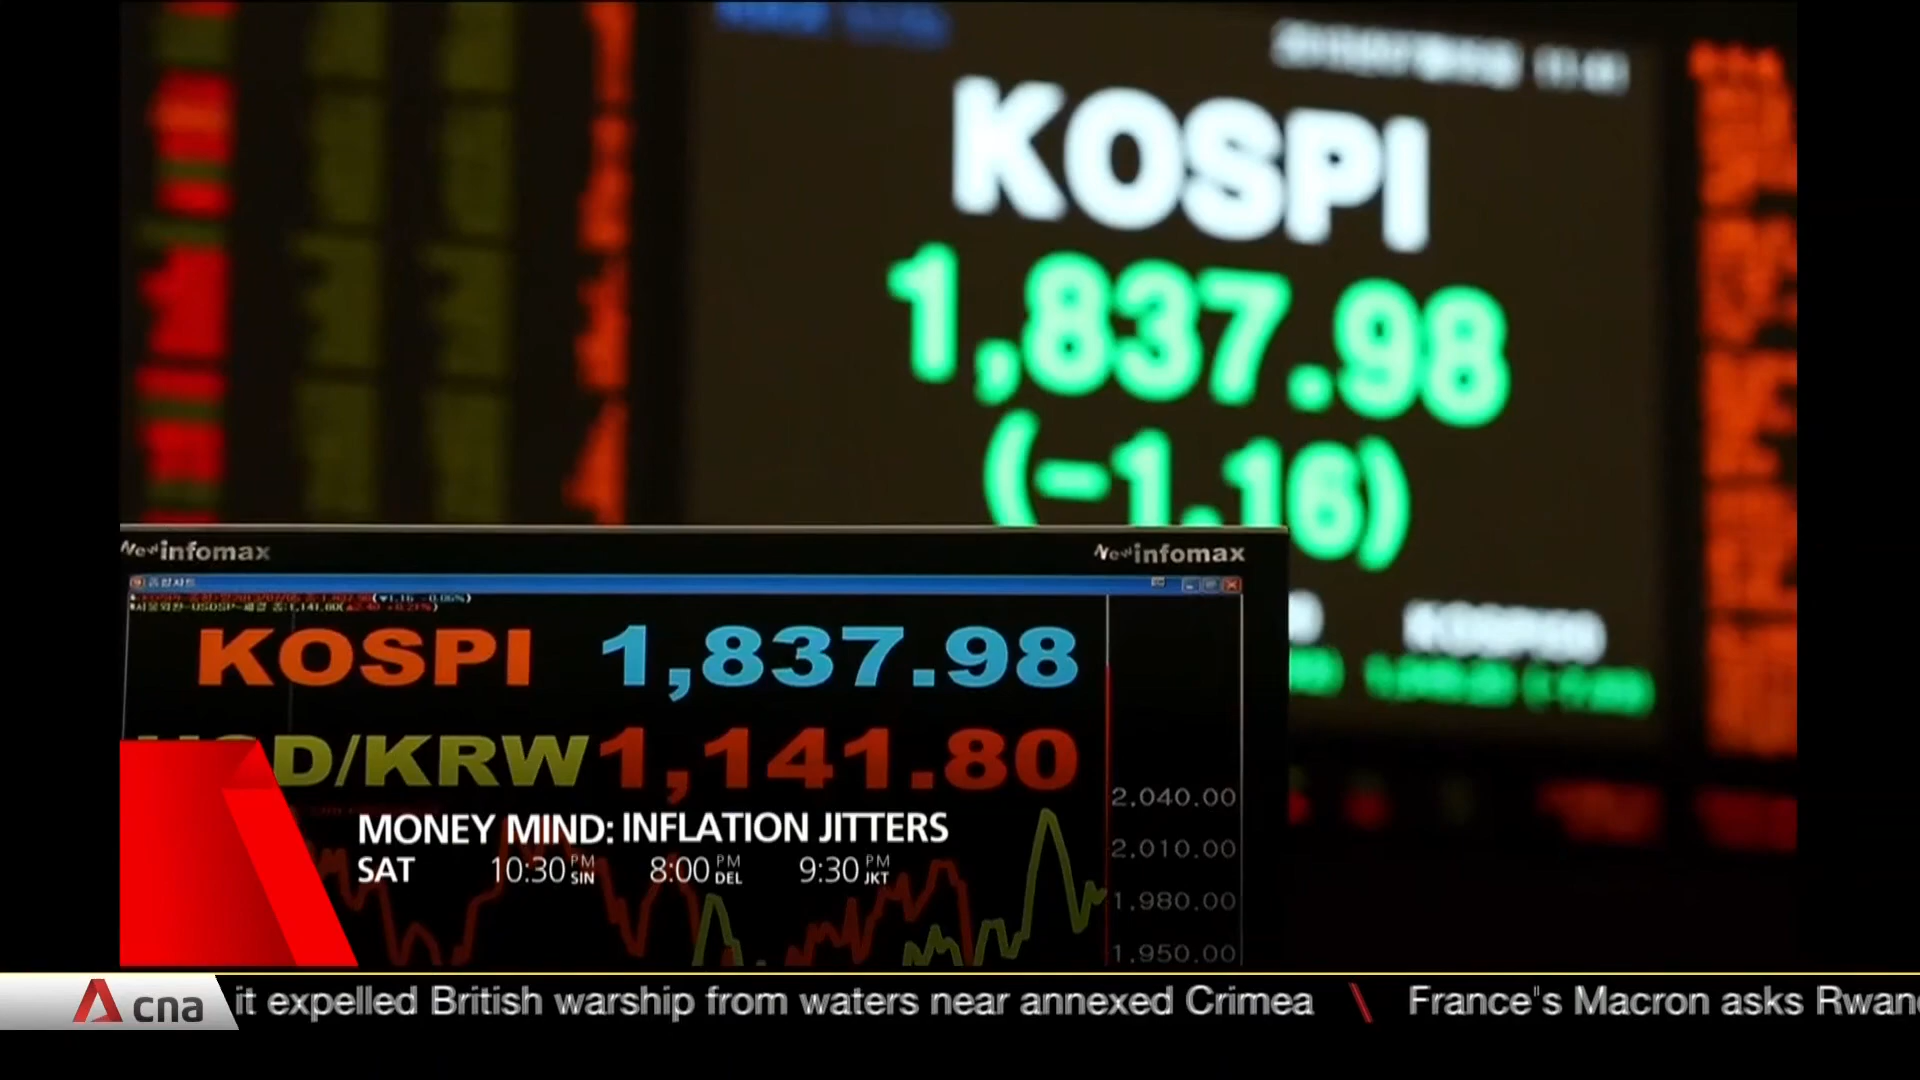 KOSPI
1,837.98
(-1.16)
Newinfomax
Newinfomax
KOSPI 1,837.98
D/KRW 1,141.80
2,040.00
2,010.00
1,980.00
1,950.00
MONEY MIND: INFLATION JITTERS
SAT 10:30 PM SIN 8:00 PM DEL 9:30 PM JKT
cna it expelled British warship from waters near annexed Crimea \ France"s Macron asks Rwan